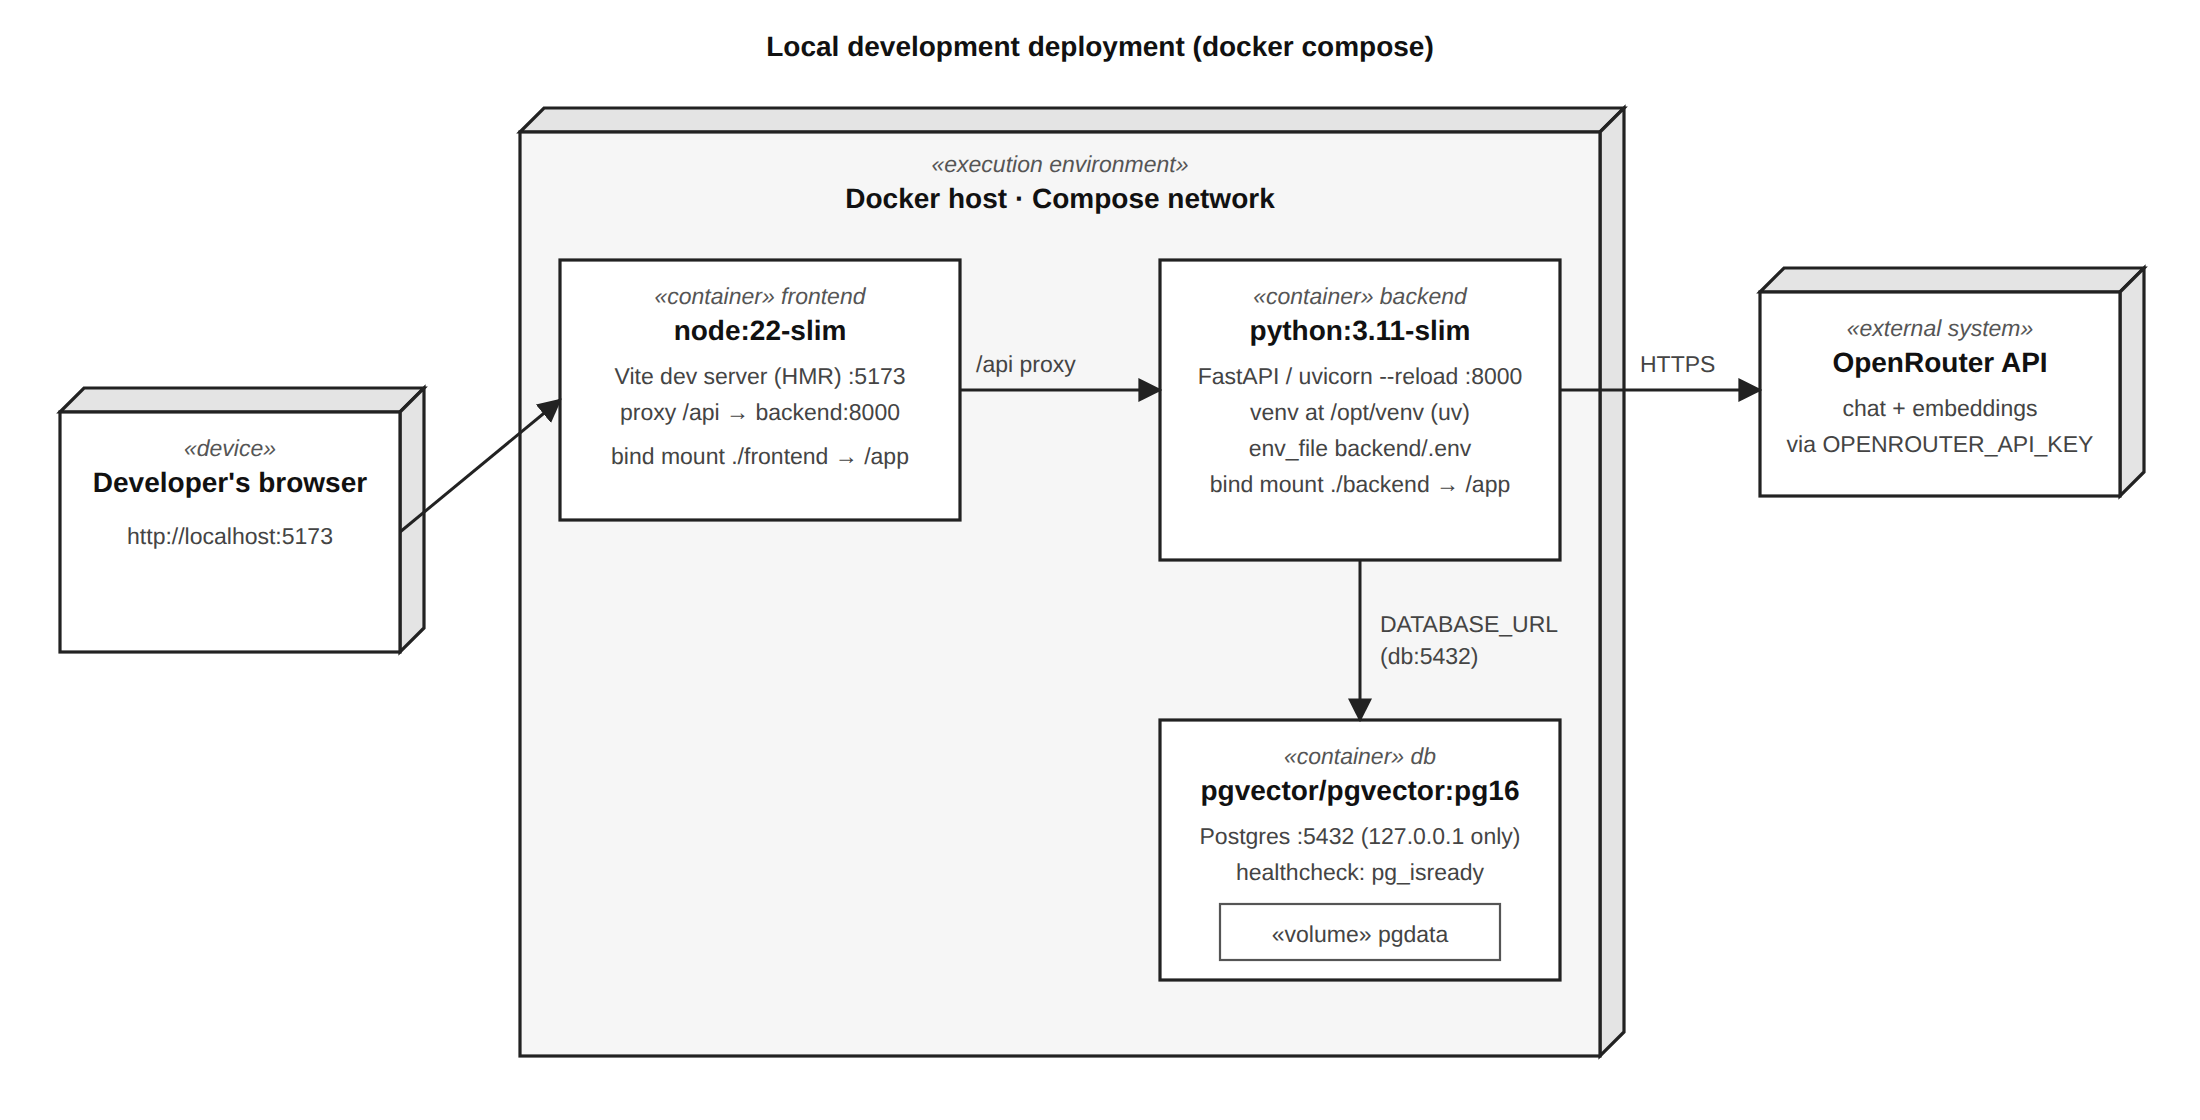 Local development deployment (docker compose)
«execution environment»
Docker host · Compose network
«device»
Developer's browser
http://localhost:5173
«container» frontend
node:22-slim
Vite dev server (HMR) :5173
proxy /api → backend:8000
bind mount ./frontend → /app
/api proxy
«container» backend
python:3.11-slim
FastAPI / uvicorn --reload :8000
venv at /opt/venv (uv)
env_file backend/.env
bind mount ./backend → /app
HTTPS
«external system»
OpenRouter API
chat + embeddings
via OPENROUTER_API_KEY
DATABASE_URL
(db:5432)
«container» db
pgvector/pgvector:pg16
Postgres :5432 (127.0.0.1 only)
healthcheck: pg_isready
«volume» pgdata